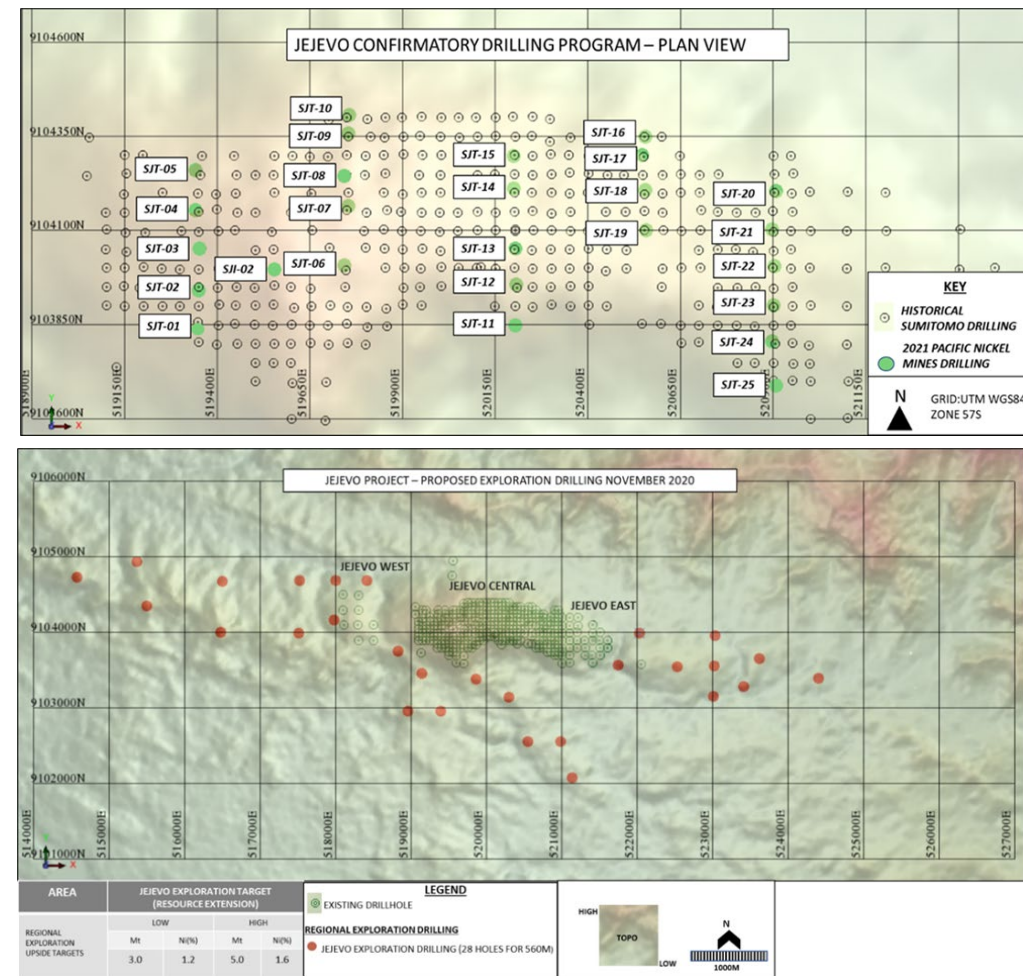 JEJEVO CONFIRMATORY DRILLING PROGRAM – PLAN VIEW
9104600N
9104350N
9104100N
9103850N
9103600N
SJT-10
SJT-09
SJT-08
SJT-07
SJT-06
SJT-05
SJT-04
SJT-03
SJI-02
SJT-02
SJT-01
SJT-15
SJT-14
SJT-13
SJT-12
SJT-11
SJT-16
SJT-17
SJT-18
SJT-19
SJT-20
SJT-21
SJT-22
SJT-23
SJT-24
SJT-25
518900E
519150E
519400E
519650E
519900E
520150E
520400E
520650E
521150E
Y
X
KEY
HISTORICAL
SUMITOMO DRILLING
2021 PACIFIC NICKEL
MINES DRILLING
N
GRID:UTM WGS84
ZONE 57S
JEJEVO PROJECT – PROPOSED EXPLORATION DRILLING NOVEMBER 2020
9106000N
9105000N
9104000N
9103000N
9102000N
9101000N
JEJEVO WEST
JEJEVO CENTRAL
JEJEVO EAST
514000E
515000E
516000E
517000E
518000E
519000E
520000E
521000E
522000E
523000E
524000E
525000E
526000E
527000E
X
AREA
JEJEVO EXPLORATION TARGET
(RESOURCE EXTENSION)
LOW HIGH
Mt Ni(%) Mt Ni(%)
REGIONAL
EXPLORATION
UPSIDE TARGETS
3.0 1.2 5.0 1.6
LEGEND
EXISTING DRILLHOLE
REGIONAL EXPLORATION DRILLING
JEJEVO EXPLORATION DRILLING (28 HOLES FOR 560M)
HIGH
TOPO
LOW
N
1000M